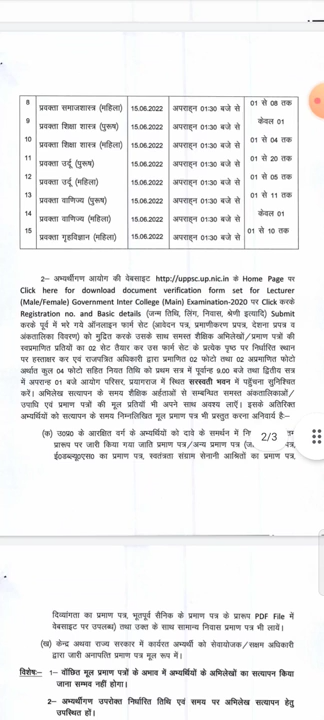 8 प्रवक्ता समाजशास्त्र (महिला) 15.06.2022 अपराह्न 01:30 बजे से 01 से 08 तक
9 प्रवक्ता शिक्षा शास्त्र (पुरूष) 15.06.2022 अपराह्न 01:30 बजे से केवल 01
10 प्रवक्ता शिक्षा शास्त्र (महिला) 15.06.2022 अपराह्न 01:30 बजे से 01 से 04 तक
11 प्रवक्ता उर्दू (पुरूष) 15.06.2022 अपराह्न 01:30 बजे से 01 से 20 तक
12 प्रवक्ता उर्दू (महिला) 15.06.2022 अपराह्न 01:30 बजे से 01 से 05 तक
13 प्रवक्ता वाणिज्य (पुरूष) 15.06.2022 अपराह्न 01:30 बजे से 01 से 11 तक
14 प्रवक्ता वाणिज्य (महिला) 15.06.2022 अपराह्न 01:30 बजे से केवल 01
15 प्रवक्ता गृहविज्ञान (महिला) 15.06.2022 अपराह्न 01:30 बजे से 01 से 10 तक
2– अभ्यर्थीगण आयोग की वेबसाइट http://uppsc.up.nic.in के Home Page पर
Click here for download document verification form set for Lecturer
(Male/Female) Government Inter College (Main) Examination-2020 पर Click करके
Registration no. and Basic details (जन्म तिथि, लिंग, निवास, श्रेणी इत्यादि) Submit
करके पूर्व में भरे गये ऑनलाइन फार्म सेट (आवेदन पत्र, प्रमाणीकरण प्रपत्र, देशना प्रपत्र व
अंकतालिका विवरण) को मुद्रित करके उसके साथ समस्त शैक्षिक अभिलेखों/प्रमाण पत्रों की
स्वप्रमाणित प्रतियों का 02 सेट तैयार कर उस फार्म सेट के प्रत्येक पृष्ठ पर निर्धारित स्थान
पर हस्ताक्षर कर एवं राजपत्रित अधिकारी द्वारा प्रमाणित 02 फोटो तथा 02 अप्रमाणित फोटो
अर्थात कुल 04 फोटो सहित नियत तिथि को प्रथम सत्र में पूर्वान्ह 9.00 बजे तथा द्वितीय सत्र
में अपरान्ह 01 बजे आयोग परिसर, प्रयागराज में स्थित सरस्वती भवन में पहुँचना सुनिश्चित
करें। अभिलेख सत्यापन के समय शैक्षिक अर्हताओं से सम्बन्धित समस्त अंकतालिकाओं/
उपाधि एवं प्रमाण पत्रों की मूल प्रतियाँ भी अपने साथ अवश्य लाएँ। इसके अतिरिक्त
अभ्यर्थियों को सत्यापन के समय निम्नलिखित मूल प्रमाण पत्र भी प्रस्तुत करना अनिवार्य है:–
(क) उ०प्र० के आरक्षित वर्ग के अभ्यर्थियों को दावे के समर्थन में
प्रारूप पर जारी किया गया जाति प्रमाण पत्र/अन्य प्रमाण पत्र
ई०डब्ल्यू०एस० का प्रमाण पत्र, स्वतंत्रता संग्राम सेनानी आश्रितों का प्रमाण पत्र,
2/3
दिव्यांगता का प्रमाण पत्र, भूतपूर्व सैनिक के प्रमाण पत्र के प्रारूप PDF File में
वेबसाइट पर उपलब्ध) तथा उक्त के साथ सामान्य निवास प्रमाण पत्र भी लावें।
(ख) केन्द्र अथवा राज्य सरकार में कार्यरत अभ्यर्थी को सेवायोजक/सक्षम अधिकारी
द्वारा जारी अनापत्ति प्रमाण पत्र मूल रूप में।
विशेष:– 1– वाँछित मूल प्रमाण पत्रों के अभाव में अभ्यर्थियों के अभिलेखों का सत्यापन किया
जाना सम्भव नहीं होगा।
2– अभ्यर्थीगण उपरोक्त निर्धारित तिथि एवं समय पर अभिलेख सत्यापन हेतु
उपस्थित हों।